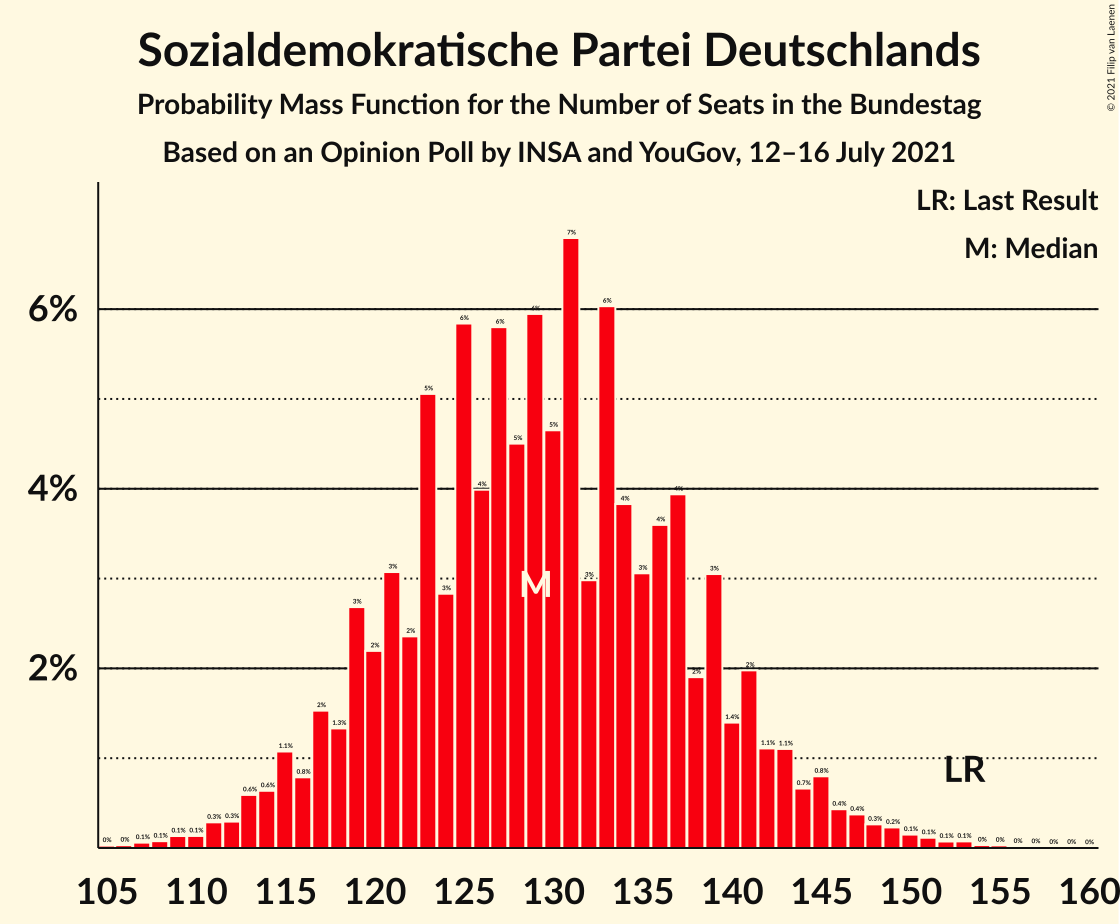 Sozialdemokratische Partei Deutschlands
Probability Mass Function for the Number of Seats in the Bundestag
Based on an Opinion Poll by INSA and YouGov, 12–16 July 2021
© 2021 Filip van Laenen
LR: Last Result
M: Median
6%
4%
2%
0% 0% 0.1% 0.1% 0.1% 0.1% 0.3% 0.3% 0.6% 0.6% 1.1% 0.8% 2% 1.3% 3% 2% 3% 2% 5% 3% 6% 4% 6% 5% 6% 5% 7% 3% 6% 4% 3% 4% 4% 2% 3% 1.4% 2% 1.1% 1.1% 0.7% 0.8% 0.4% 0.4% 0.3% 0.2% 0.1% 0.1% 0.1% 0.1% 0% 0% 0% 0% 0% 0% 0%
M
LR
105 110 115 120 125 130 135 140 145 150 155 160